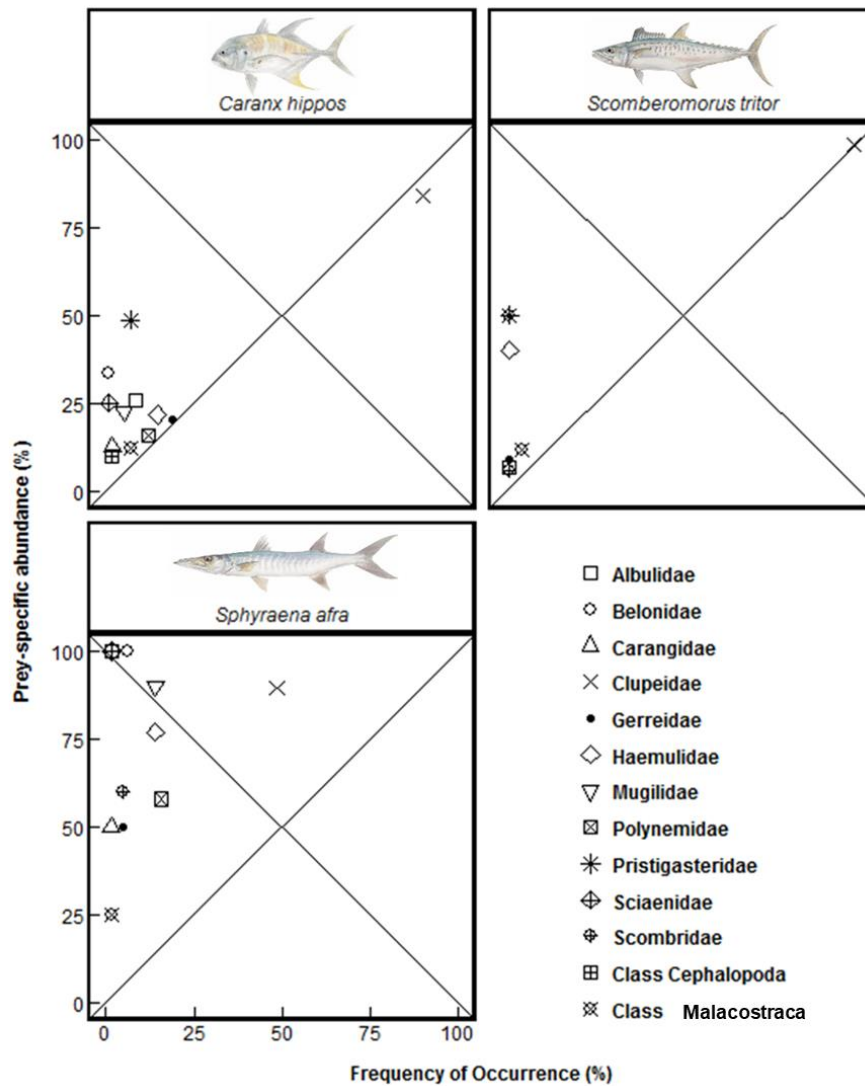 Caranx hippos
Scomberomorus tritor
100
75
50
25
0
Sphyraena afra
100
75
50
25
0
0 25 50 75 100
Prey-specific abundance (%)
Frequency of Occurrence (%)
Albulidae
Belonidae
Carangidae
Clupeidae
Gerreidae
Haemulidae
Mugilidae
Polynemidae
Pristigasteridae
Sciaenidae
Scombridae
Class Cephalopoda
Class Malacostraca